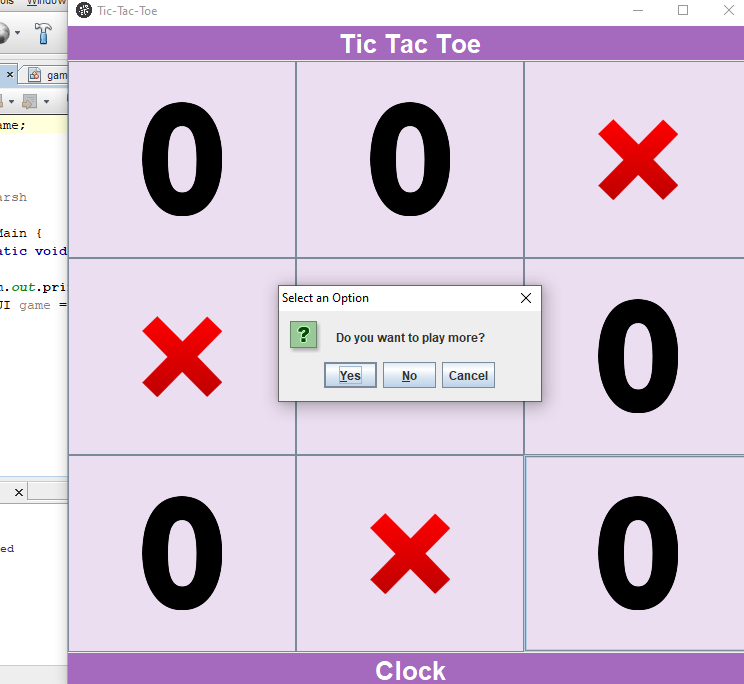 Window
Tic-Tac-Toe
Tic Tac Toe
gam
ame;
0 0
arsh
Main {
atic void
m.out.pri
UI game =
Select an Option
?
Do you want to play more?
Yes No Cancel
0
0 0
ed
Clock